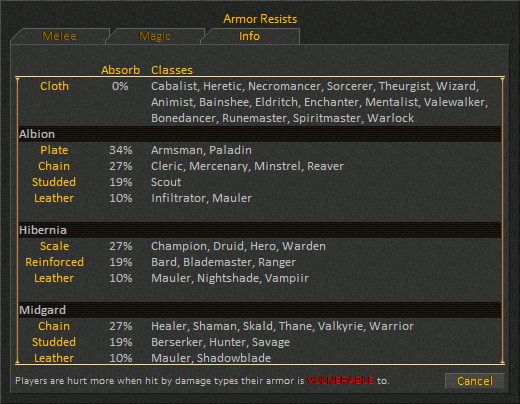 Armor Resists
Melee Magic Info
Absorb Classes
Cloth 0% Cabalist, Heretic, Necromancer, Sorcerer, Theurgist, Wizard,
Animist, Bainshee, Eldritch, Enchanter, Mentalist, Valewalker,
Bonedancer, Runemaster, Spiritmaster, Warlock
Albion
Plate 34% Armsman, Paladin
Chain 27% Cleric, Mercenary, Minstrel, Reaver
Studded 19% Scout
Leather 10% Infiltrator, Mauler
Hibernia
Scale 27% Champion, Druid, Hero, Warden
Reinforced 19% Bard, Blademaster, Ranger
Leather 10% Mauler, Nightshade, Vampiir
Midgard
Chain 27% Healer, Shaman, Skald, Thane, Valkyrie, Warrior
Studded 19% Berserker, Hunter, Savage
Leather 10% Mauler, Shadowblade
Players are hurt more when hit by damage types their armor is VULNERABLE to. Cancel